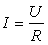 I = U/R